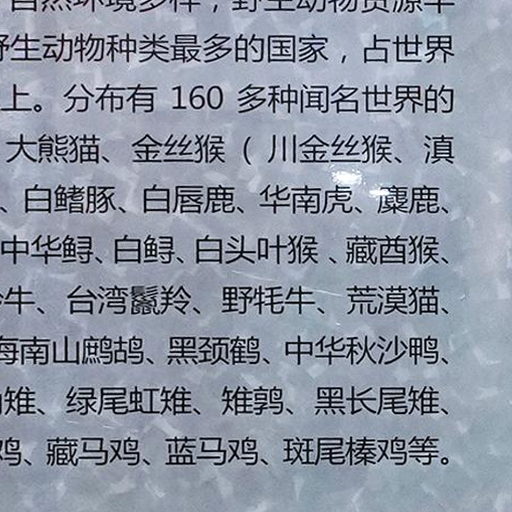 自然环境多样，野生动物资源丰
野生动物种类最多的国家，占世界
上。分布有 160 多种闻名世界的
大熊猫、金丝猴（川金丝猴、滇
、白鳍豚、白唇鹿、华南虎、麋鹿、
中华鲟、白鲟、白头叶猴、藏酋猴、
牛、台湾鬣羚、野牦牛、荒漠猫、
海南山鹧鸪、黑颈鹤、中华秋沙鸭、
雉、绿尾虹雉、雉鹑、黑长尾雉、
鸡、藏马鸡、蓝马鸡、斑尾榛鸡等。